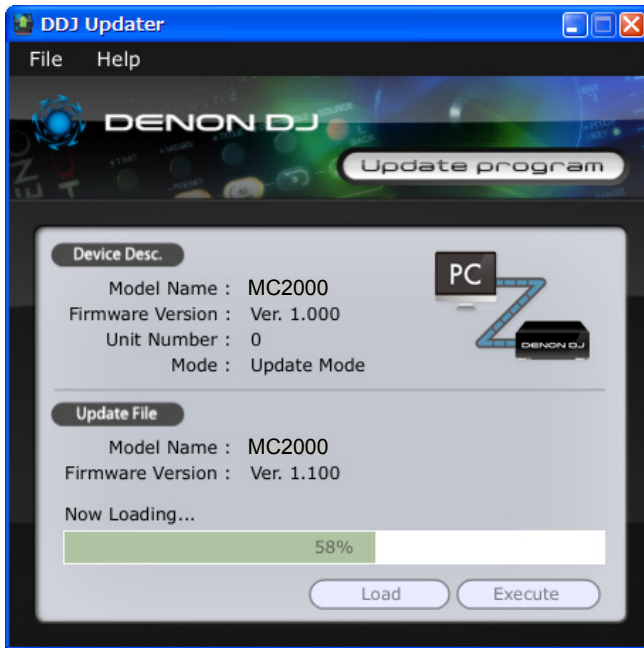 DDJ Updater
File Help
DENON DJ
Update program
Device Desc.
Model Name : MC2000
Firmware Version : Ver. 1.000
Unit Number : 0
Mode : Update Mode
PC
DENON DJ
Update File
Model Name : MC2000
Firmware Version : Ver. 1.100
Now Loading...
58%
Load Execute